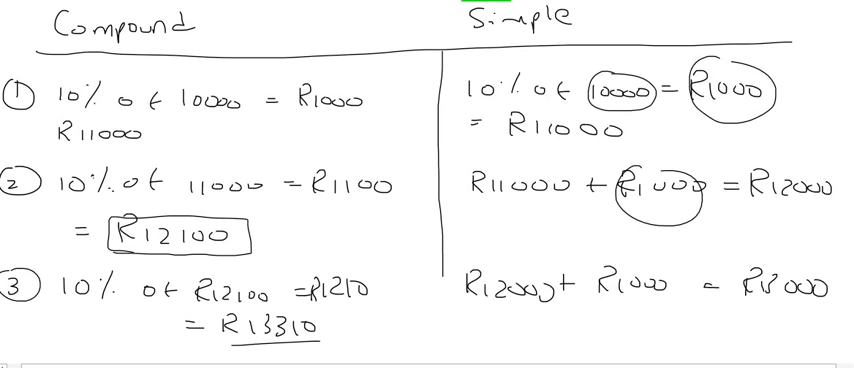 Compound
Simple
① 10% of 10000 = R1000
R11000
10% of 10000 = R1000
= R11000
② 10% of 11000 = R1100
= R12100
R11000 + R1000 = R12000
③ 10% of R12100 = R1210
= R13310
R12000 + R1000 = R13000